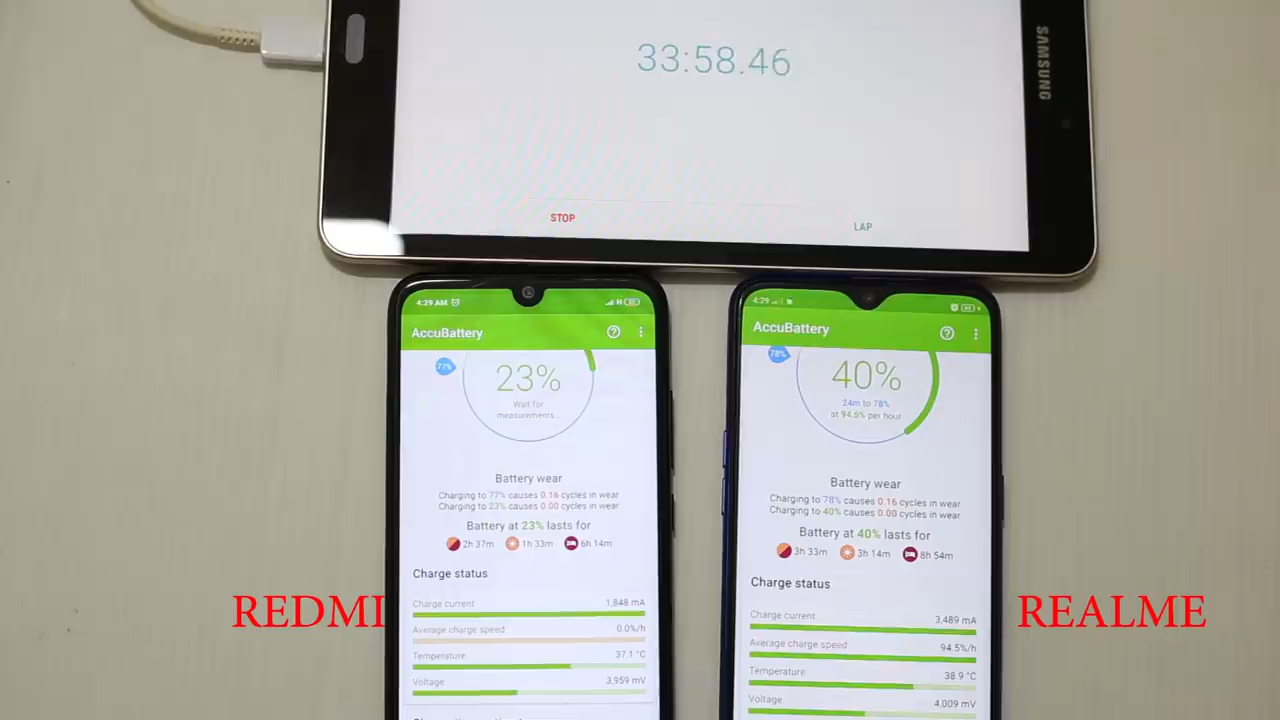 33:58.46
SAMSUNG
STOP
LAP
4:29 AM
H
AccuBattery
77%
23%
Wait for
measurements...
Battery wear
Charging to 77% causes 0.16 cycles in wear
Charging to 23% causes 0.00 cycles in wear
Battery at 23% lasts for
2h 37m 1h 33m 6h 14m
Charge status
Charge current 1,848 mA
Average charge speed 0.0%/h
Temperature 37.1 °C
Voltage 3,959 mV
4:29
AccuBattery
78%
40%
24m to 78%
at 94.5% per hour
Battery wear
Charging to 78% causes 0.16 cycles in wear
Charging to 40% causes 0.00 cycles in wear
Battery at 40% lasts for
3h 33m 3h 14m 8h 54m
Charge status
Charge current 3,489 mA
Average charge speed 94.5%/h
Temperature 38.9 °C
Voltage 4,009 mV
REDMI
REALME